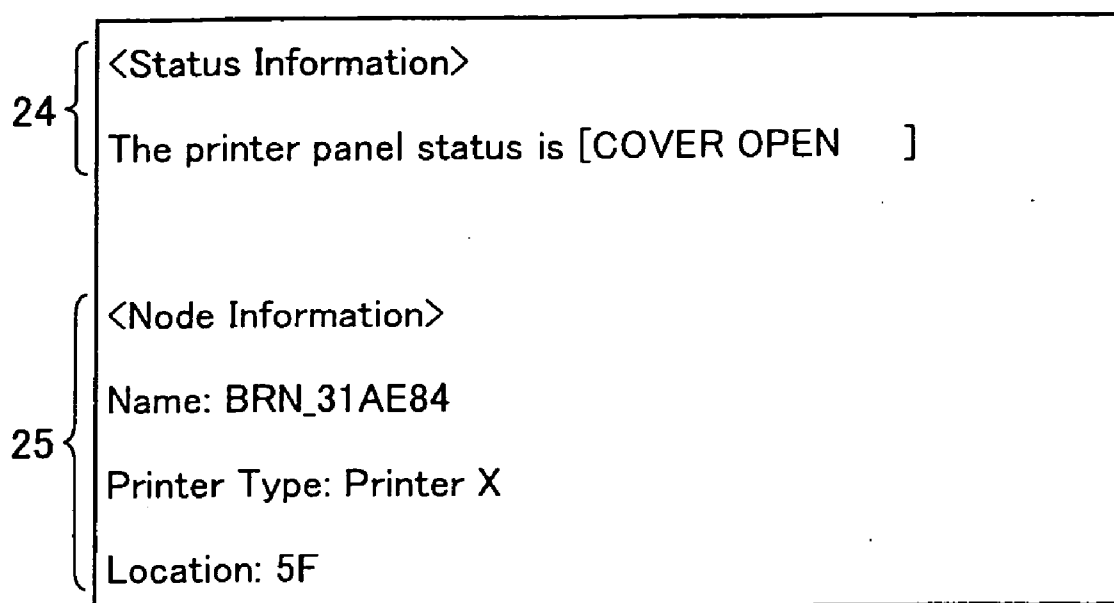 24
<Status Information>
The printer panel status is [COVER OPEN    ]
25
<Node Information>
Name: BRN_31AE84
Printer Type: Printer X
Location: 5F